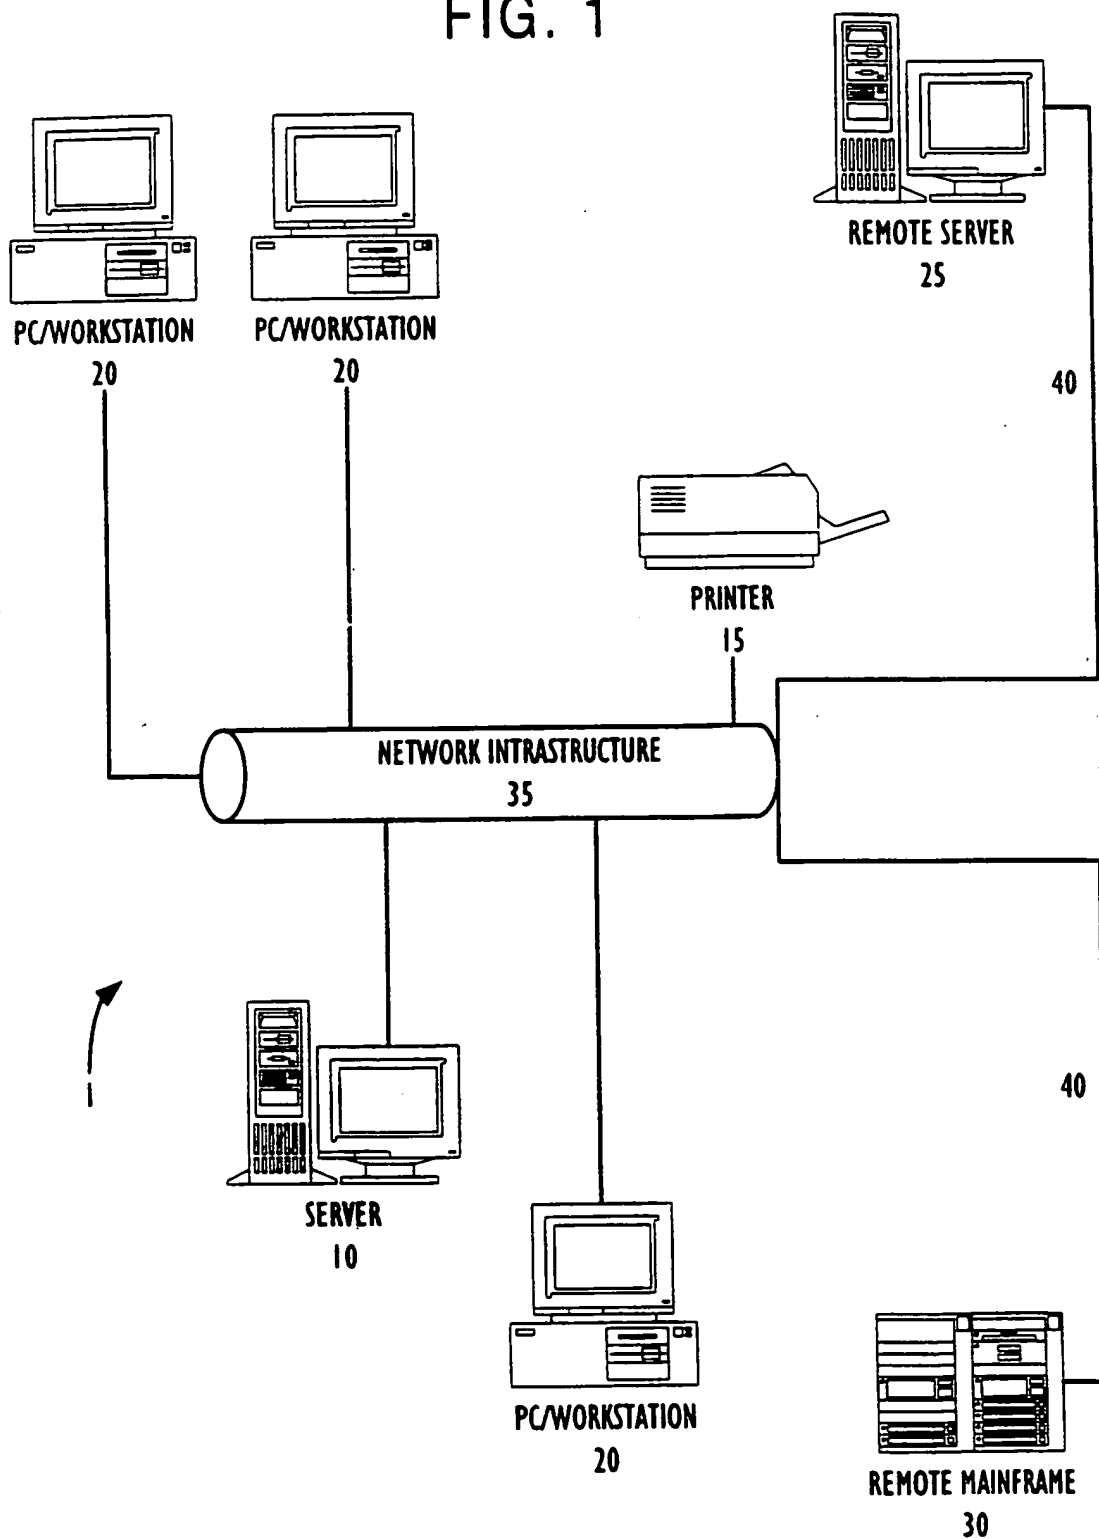 FIG. 1
REMOTE SERVER
25
PC/WORKSTATION
20
PC/WORKSTATION
20
40
PRINTER
15
NETWORK INTRASTRUCTURE
35
1
40
SERVER
10
PC/WORKSTATION
20
REMOTE MAINFRAME
30